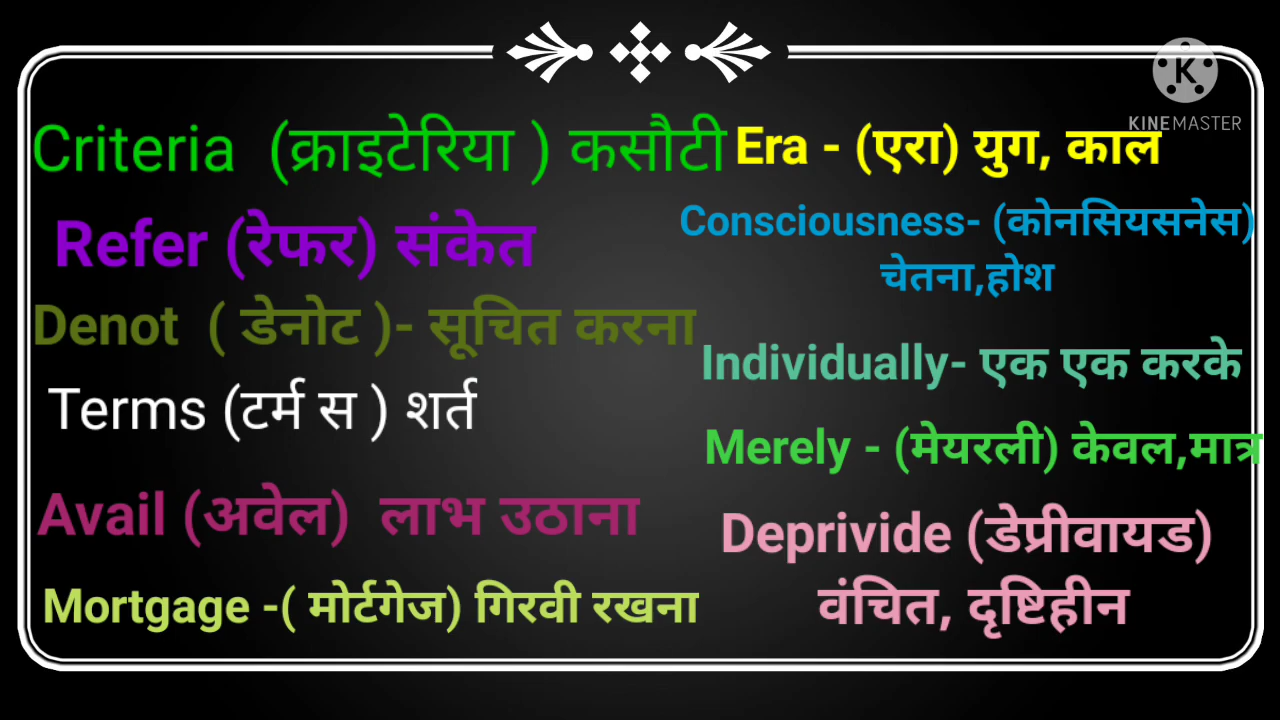 Criteria (क्राइटेरिया ) कसौटी
Refer (रेफर) संकेत
Denot ( डेनोट )- सूचित करना
Terms (टर्म स ) शर्त
Avail (अवेल) लाभ उठाना
Mortgage -( मोर्टगेज) गिरवी रखना
KINEMASTER
Era - (एरा) युग, काल
Consciousness- (कोनसियसनेस)
चेतना,होश
Individually- एक एक करके
Merely - (मेयरली) केवल,मात्र
Deprivide (डेप्रीवायड)
वंचित, दृष्टिहीन